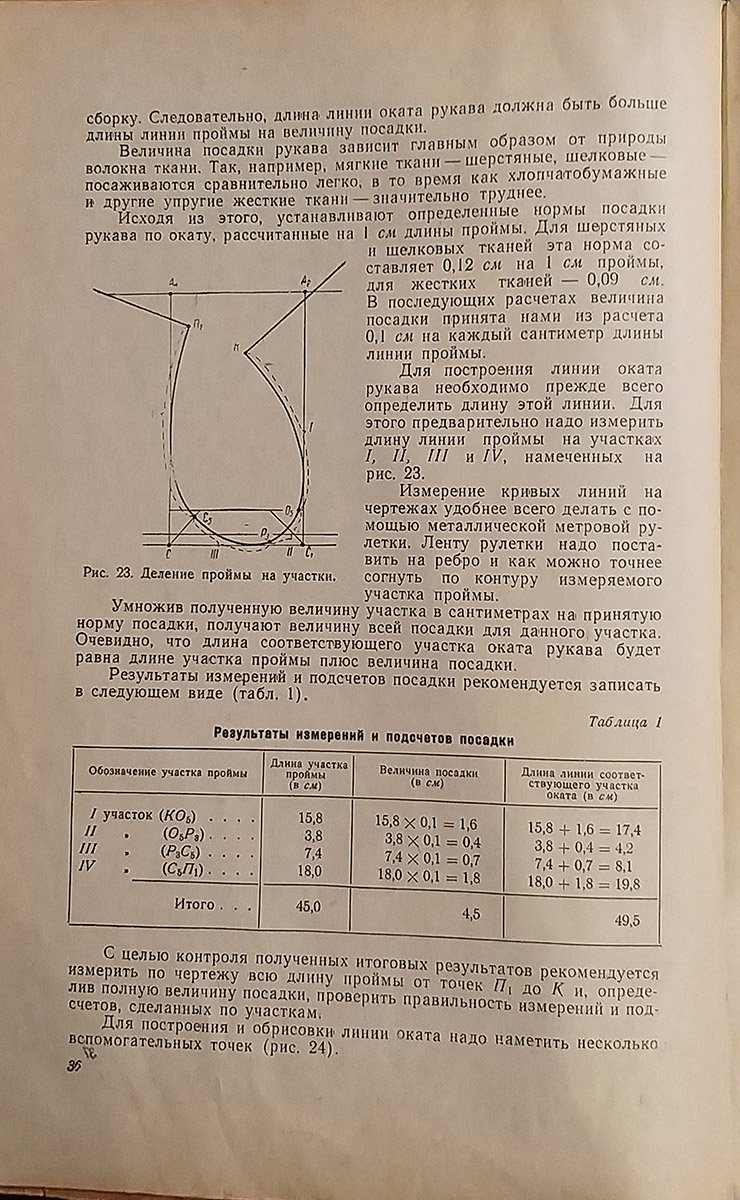 сборку. Следовательно, длина линии оката рукава должна быть больше
длины линии проймы на величину посадки.
Величина посадки рукава зависит главным образом от природы
волокна ткани. Так, например, мягкие ткани — шерстяные, шелковые —
посаживаются сравнительно легко, в то время как хлопчатобумажные
и другие упругие жесткие ткани — значительно труднее.
Исходя из этого, устанавливают определенные нормы посадки
рукава по окату, рассчитанные на 1 см длины проймы. Для шерстяных
и шелковых тканей эта норма со-
ставляет 0,12 см на 1 см проймы,
для жестких тканей — 0,09 см.
В последующих расчетах величина
посадки принята нами из расчета
0,1 см на каждый сантиметр длины
линии проймы.
Для построения линии оката
рукава необходимо прежде всего
определить длину этой линии. Для
этого предварительно надо измерить
длину линии проймы на участках
I, II, III и IV, намеченных на
рис. 23.
Измерение кривых линий на
чертежах удобнее всего делать с по-
мощью металлической метровой ру-
летки. Ленту рулетки надо поста-
вить на ребро и как можно точнее
согнуть по контуру измеряемого
участка проймы.
П₁
К
I
С₅
О₅
Р₃
С III II С₁
Рис. 23. Деление проймы на участки.
Умножив полученную величину участка в сантиметрах на принятую
норму посадки, получают величину всей посадки для данного участка.
Очевидно, что длина соответствующего участка оката рукава будет
равна длине участка проймы плюс величина посадки.
Результаты измерений и подсчетов посадки рекомендуется записать
в следующем виде (табл. 1).
Таблица 1
Результаты измерений и подсчетов посадки
Обозначение участка проймы | Длина участка проймы (в см) | Величина посадки (в см) | Длина линии соответ-ствующего участка оката (в см)
I участок (КО₅) . . . . 15,8 15,8 × 0,1 = 1,6 15,8 + 1,6 = 17,4
II „ (О₅Р₃) . . . . 3,8 3,8 × 0,1 = 0,4 3,8 + 0,4 = 4,2
III „ (Р₃С₅) . . . . 7,4 7,4 × 0,1 = 0,7 7,4 + 0,7 = 8,1
IV „ (С₅П₁) . . . . 18,0 18,0 × 0,1 = 1,8 18,0 + 1,8 = 19,8
Итого . . . 45,0 4,5 49,5
С целью контроля полученных итоговых результатов рекомендуется
измерить по чертежу всю длину проймы от точек П₁ до К и, опреде-
лив полную величину посадки, проверить правильность измерений и под-
счетов, сделанных по участкам.
Для построения и обрисовки линии оката надо наметить несколько
вспомогательных точек (рис. 24).
36